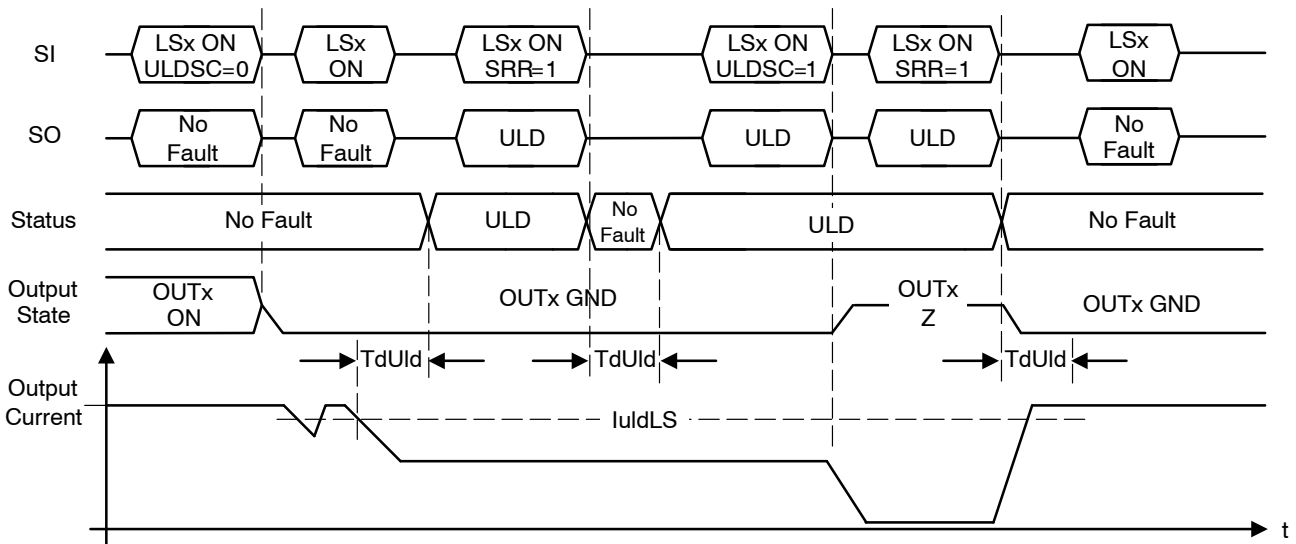 SI
LSx ON
ULDSC=0
LSx
ON
LSx ON
SRR=1
LSx ON
ULDSC=1
LSx ON
SRR=1
LSx
ON
SO
No
Fault
No
Fault
ULD
ULD
ULD
No
Fault
Status
No Fault
ULD
No
Fault
ULD
No Fault
Output
State
OUTx
ON
OUTx GND
OUTx
Z
OUTx GND
TdUld
TdUld
TdUld
Output
Current
IuldLS
t